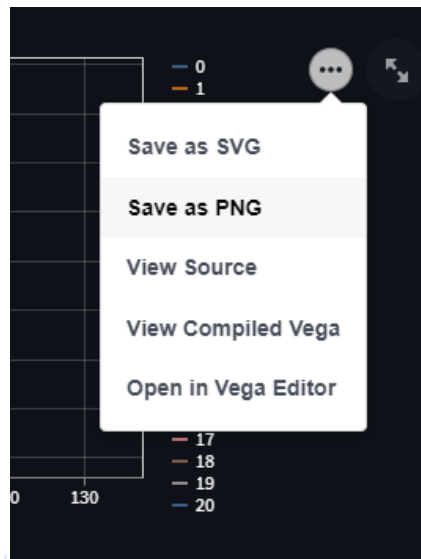 0
1
Save as SVG
Save as PNG
View Source
View Compiled Vega
Open in Vega Editor
17
18
19
20
0 130